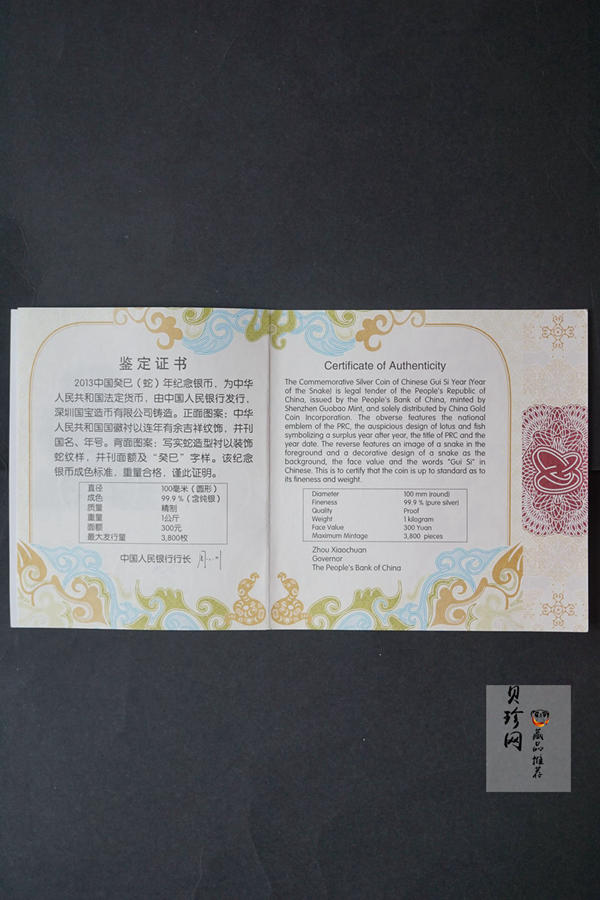 鉴定证书
2013中国癸巳（蛇）年纪念银币，为中华
人民共和国法定货币，由中国人民银行发行，
深圳国宝造币有限公司铸造。正面图案：中华
人民共和国国徽衬以连年有余吉祥纹饰，并刊
国名、年号。背面图案：写实蛇造型衬以装饰
蛇纹样，并刊面额及“癸巳”字样。该纪念
银币成色标准，重量合格，谨此证明。
直径 100毫米（圆形）
成色 99.9％（含纯银）
质量 精制
重量 1公斤
面额 300元
最大发行量 3,800枚
中国人民银行行长
Certificate of Authenticity
The Commemorative Silver Coin of Chinese Gui Si Year (Year
of the Snake) is legal tender of the People's Republic of
China, issued by the People's Bank of China, minted by
Shenzhen Guobao Mint, and solely distributed by China Gold
Coin Incorporation. The obverse features the national
emblem of the PRC, the auspicious design of lotus and fish
symbolizing a surplus year after year, the title of PRC and the
year date. The reverse features an image of a snake in the
foreground and a decorative design of a snake as the
background, the face value and the words "Gui Si" in
Chinese. This is to certify that the coin is up to standard as to
its fineness and weight.
Diameter 100 mm (round)
Fineness 99.9 % (pure silver)
Quality Proof
Weight 1 kilogram
Face Value 300 Yuan
Maximum Mintage 3,800 pieces
Zhou Xiaochuan
Governor
The People's Bank of China
贝珍网
藏品推荐